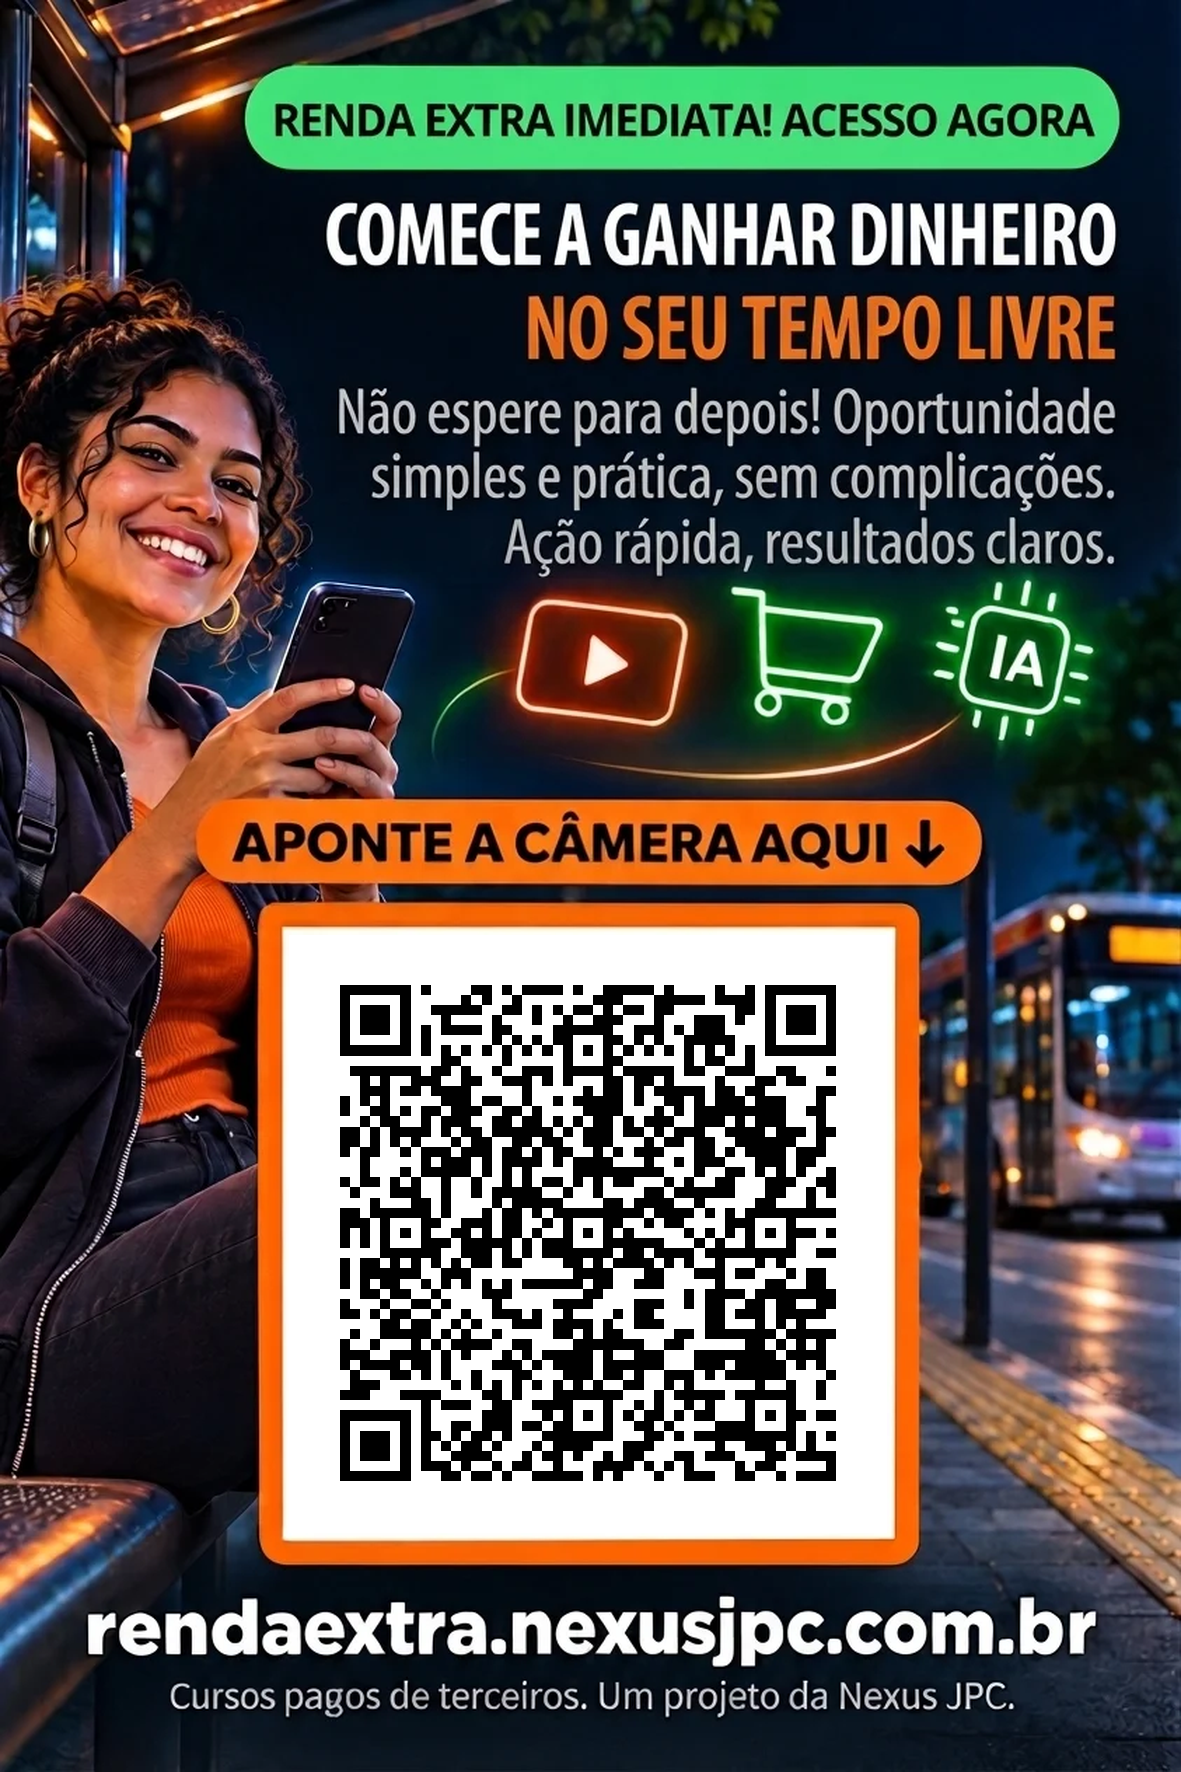 RENDA EXTRA IMEDIATA! ACESSO AGORA
COMECE A GANHAR DINHEIRO
NO SEU TEMPO LIVRE
Não espere para depois! Oportunidade
simples e prática, sem complicações.
Ação rápida, resultados claros.
IA
APONTE A CÂMERA AQUI ↓
rendaextra.nexusjpc.com.br
Cursos pagos de terceiros. Um projeto da Nexus JPC.